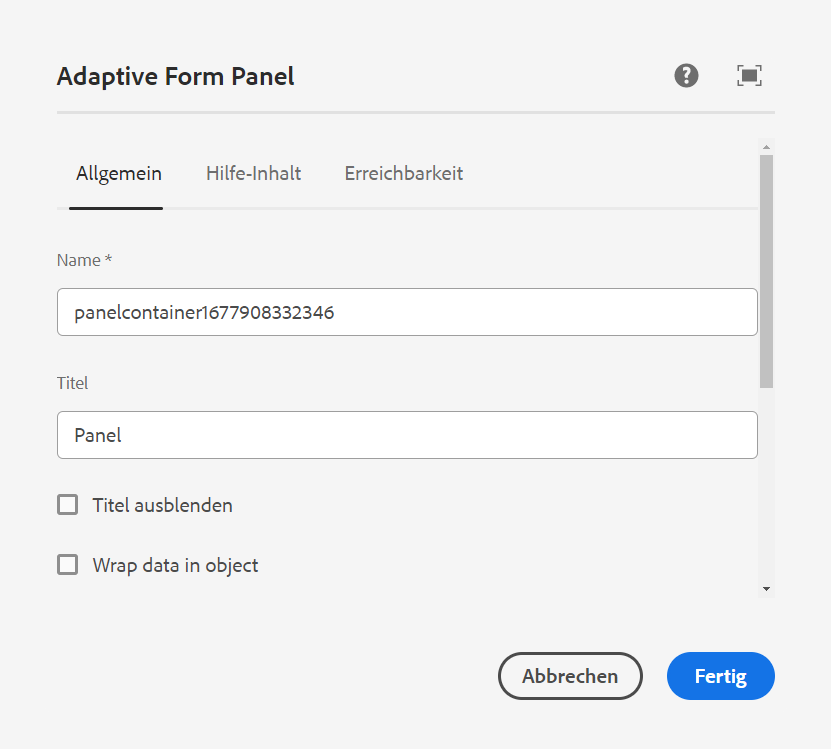 Adaptive Form Panel
Allgemein Hilfe-Inhalt Erreichbarkeit
Name *
panelcontainer1677908332346
Titel
Panel
Titel ausblenden
Wrap data in object
Abbrechen Fertig